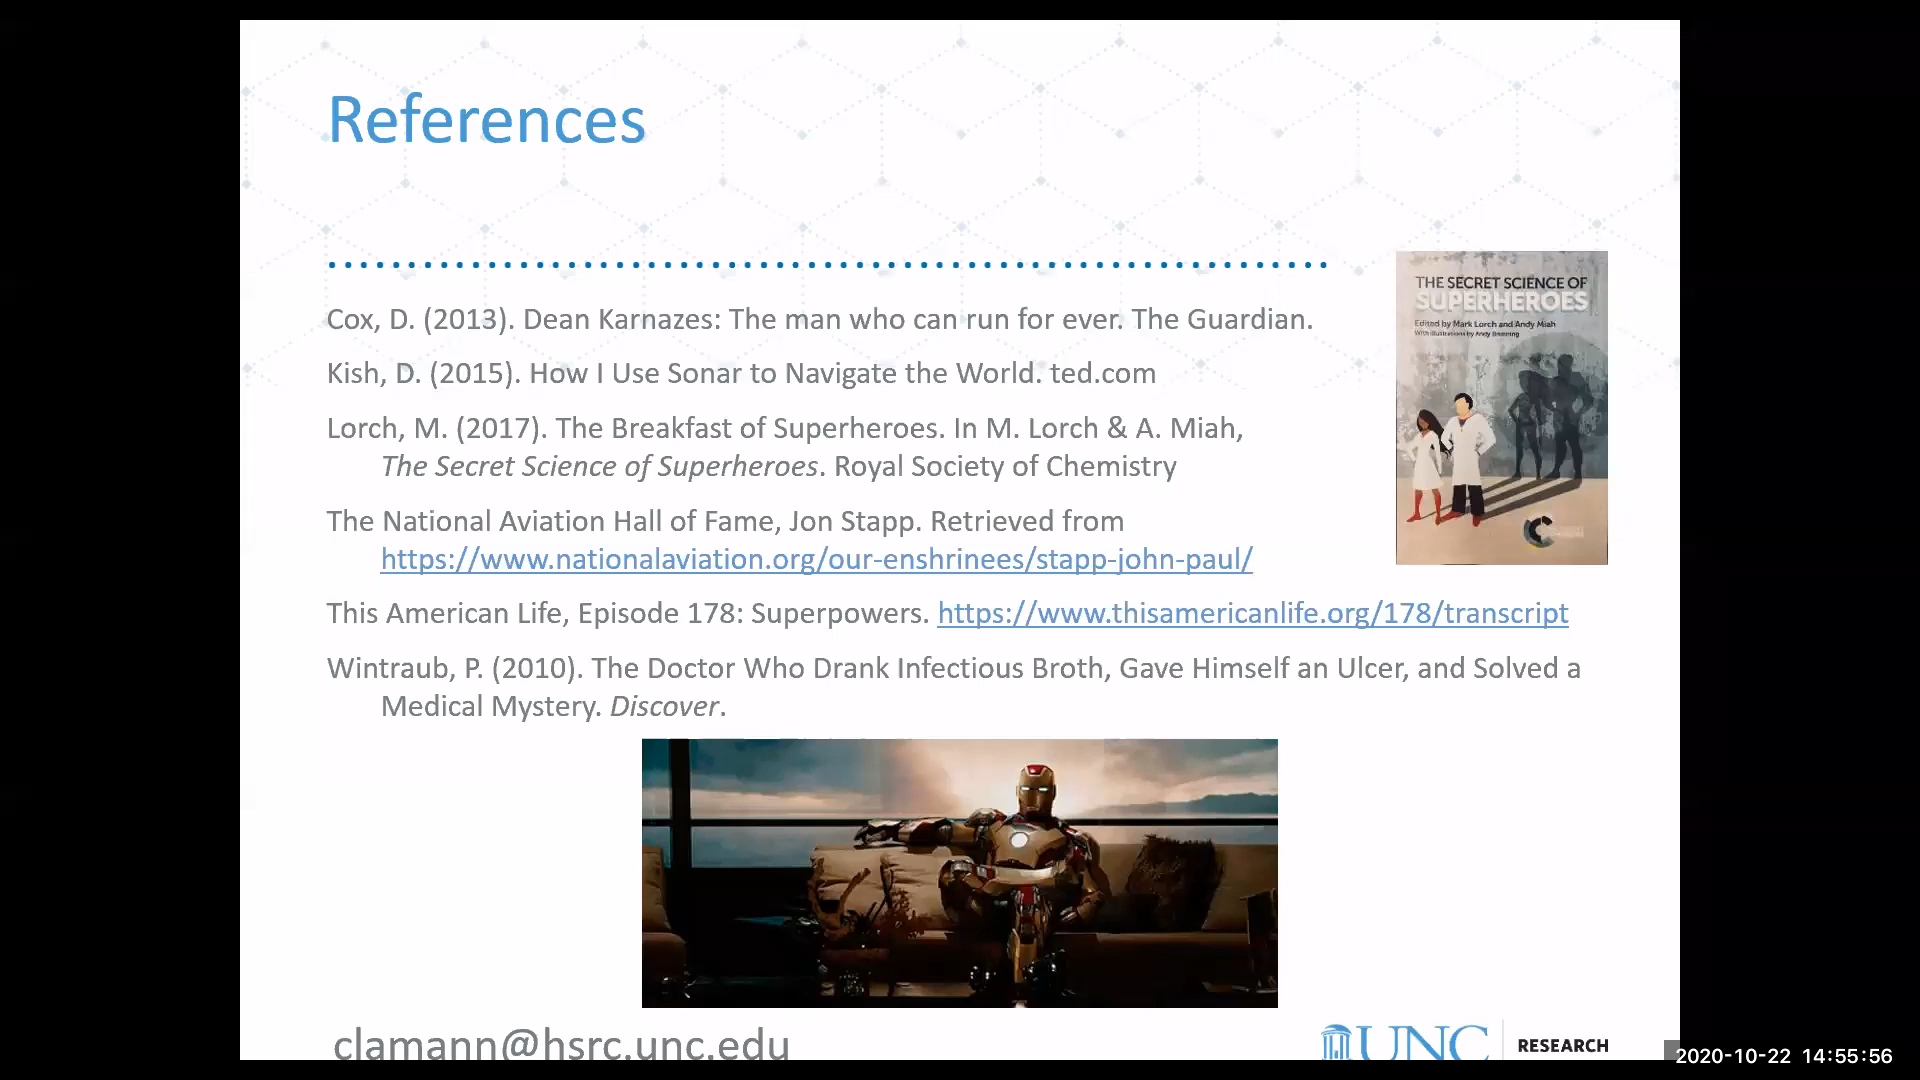 References
Cox, D. (2013). Dean Karnazes: The man who can run for ever. The Guardian.
Kish, D. (2015). How I Use Sonar to Navigate the World. ted.com
Lorch, M. (2017). The Breakfast of Superheroes. In M. Lorch & A. Miah,
The Secret Science of Superheroes. Royal Society of Chemistry
The National Aviation Hall of Fame, Jon Stapp. Retrieved from
https://www.nationalaviation.org/our-enshrinees/stapp-john-paul/
This American Life, Episode 178: Superpowers. https://www.thisamericanlife.org/178/transcript
Wintraub, P. (2010). The Doctor Who Drank Infectious Broth, Gave Himself an Ulcer, and Solved a
Medical Mystery. Discover.
THE SECRET SCIENCE OF
SUPERHEROES
Edited by Mark Lorch and Andy Miah
With illustrations by Andy Brunning
clamann@hsrc.unc.edu
UNC RESEARCH
2020-10-22 14:55:56